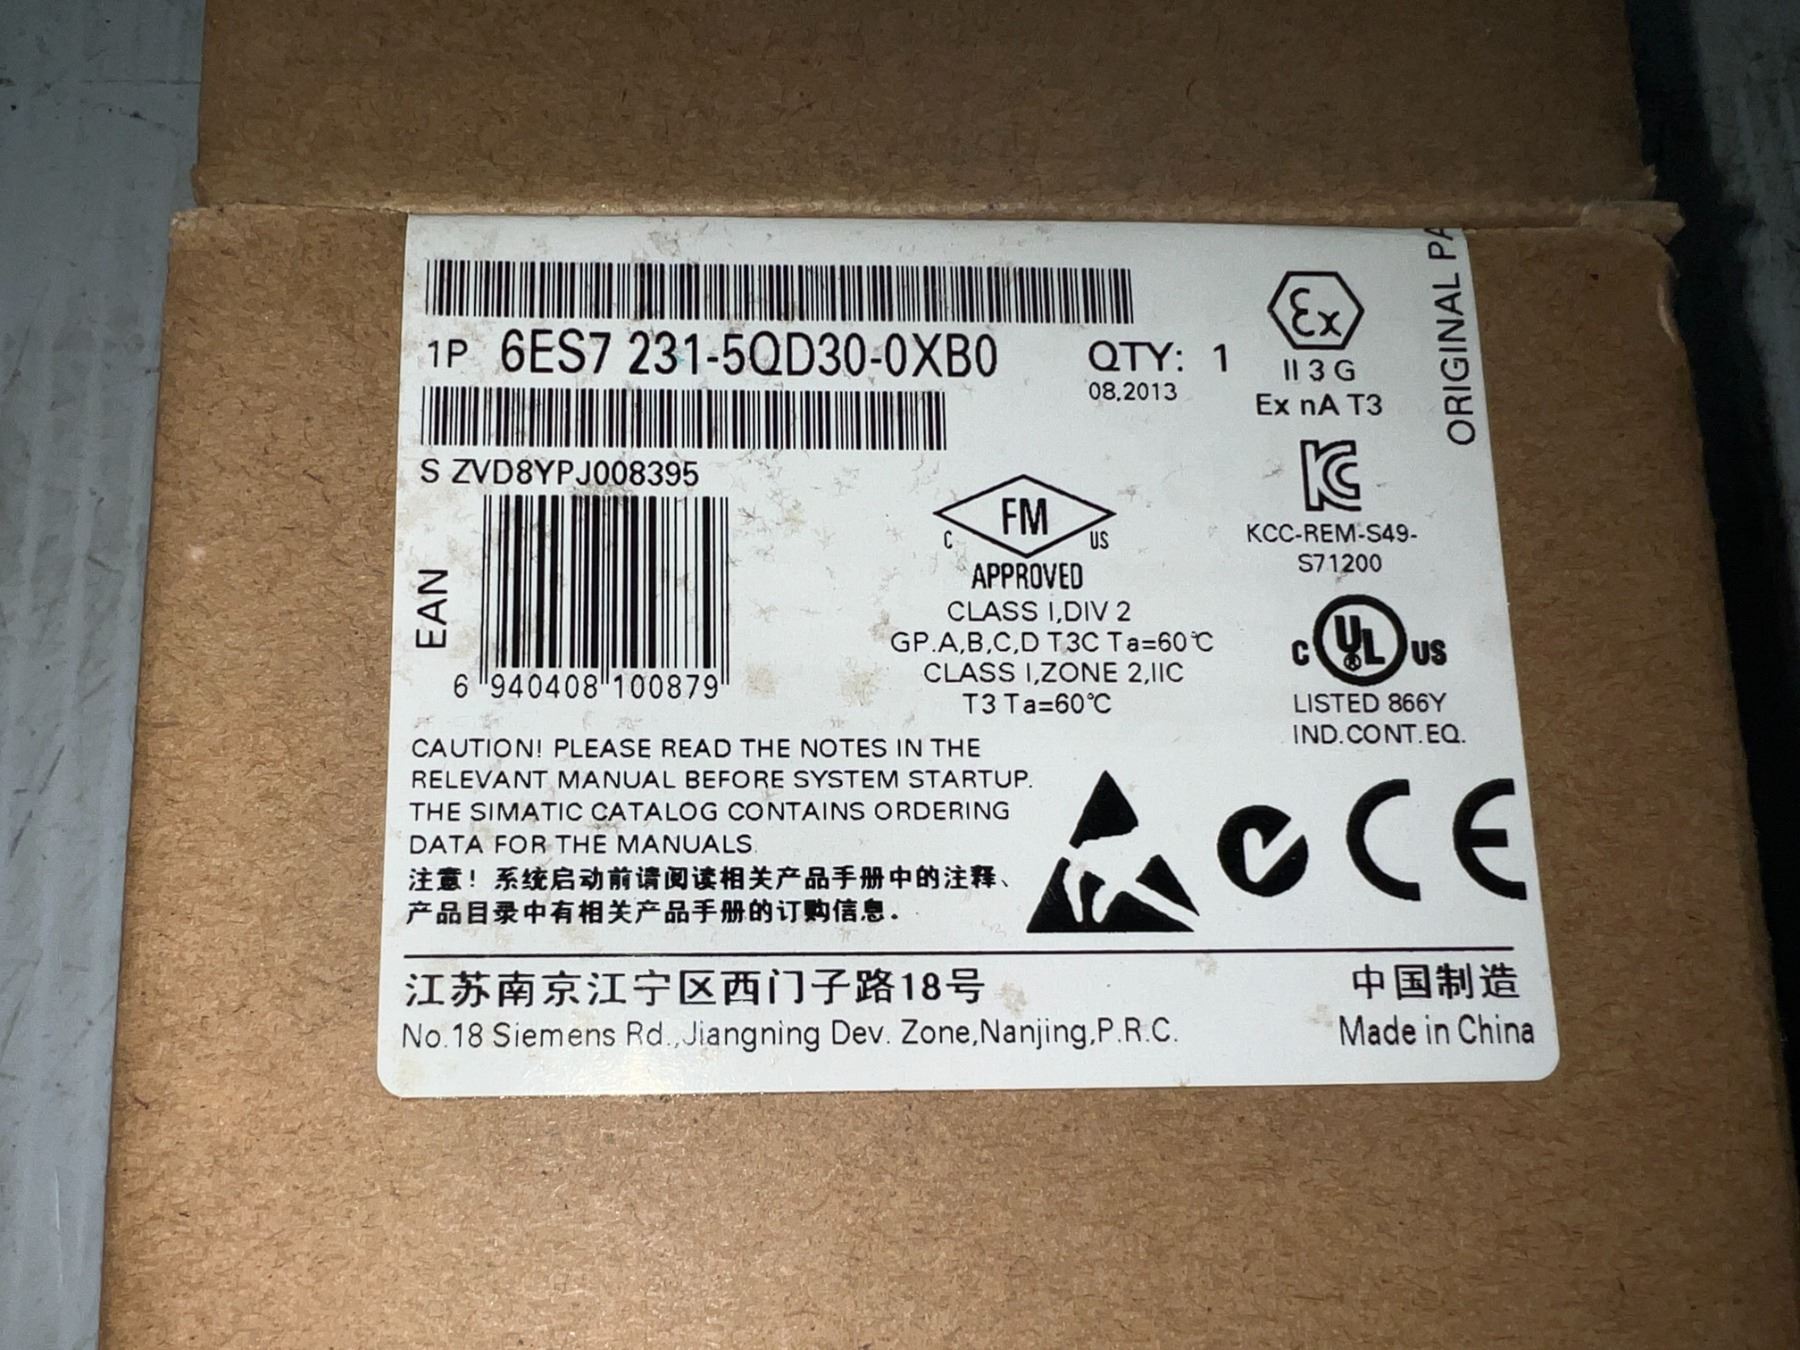 1P 6ES7 231-5QD30-0XB0
QTY: 1
08.2013
S ZVD8YPJ008395
EAN
6 940408 100879
Ex
II 3 G
Ex nA T3
ORIGINAL
KC
KCC-REM-S49-
S71200
FM
C US
APPROVED
CLASS I,DIV 2
GP.A,B,C,D T3C Ta=60℃
CLASS I,ZONE 2,IIC
T3 Ta=60℃
C UL US
®
LISTED 866Y
IND.CONT.EQ.
CAUTION! PLEASE READ THE NOTES IN THE
RELEVANT MANUAL BEFORE SYSTEM STARTUP.
THE SIMATIC CATALOG CONTAINS ORDERING
DATA FOR THE MANUALS.
注意！系统启动前请阅读相关产品手册中的注释、
产品目录中有相关产品手册的订购信息.
CE
江苏南京江宁区西门子路18号
No.18 Siemens Rd.,Jiangning Dev. Zone,Nanjing,P.R.C.
中国制造
Made in China